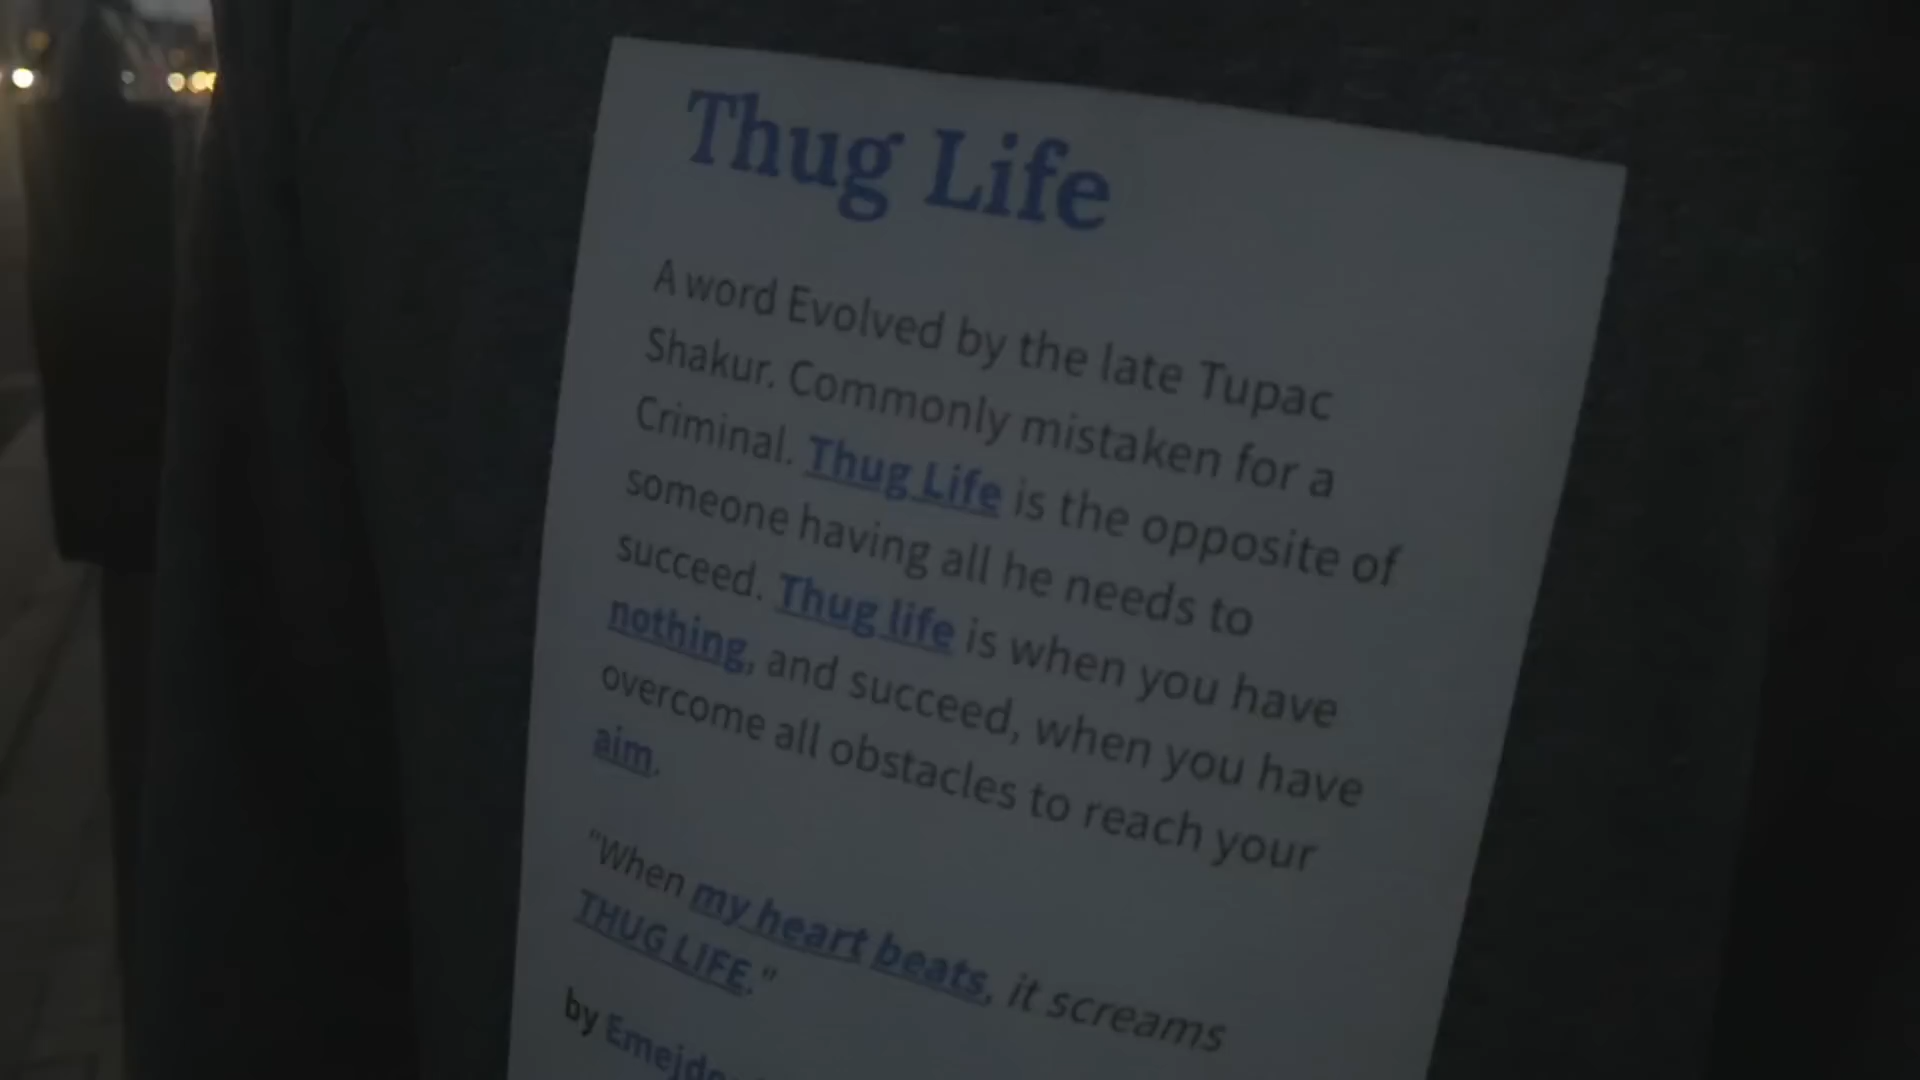 Thug Life
A word Evolved by the late Tupac
Shakur. Commonly mistaken for a
Criminal. Thug Life is the opposite of
someone having all he needs to
succeed. Thug life is when you have
nothing, and succeed, when you have
overcome all obstacles to reach your
aim.
"When my heart beats, it screams
THUG LIFE."
by